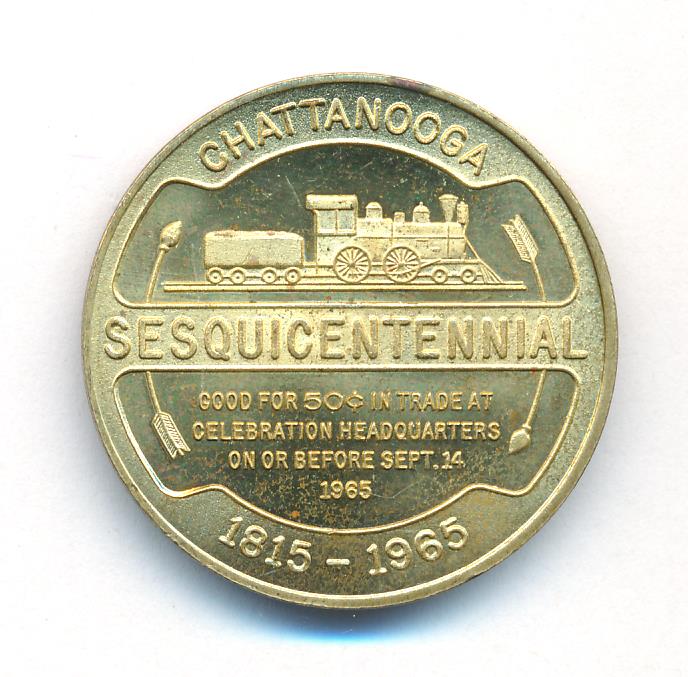 CHATTANOOGA
SESQUICENTENNIAL
GOOD FOR 50¢ IN TRADE AT
CELEBRATION HEADQUARTERS
ON OR BEFORE SEPT. 14
1965
1815 - 1965